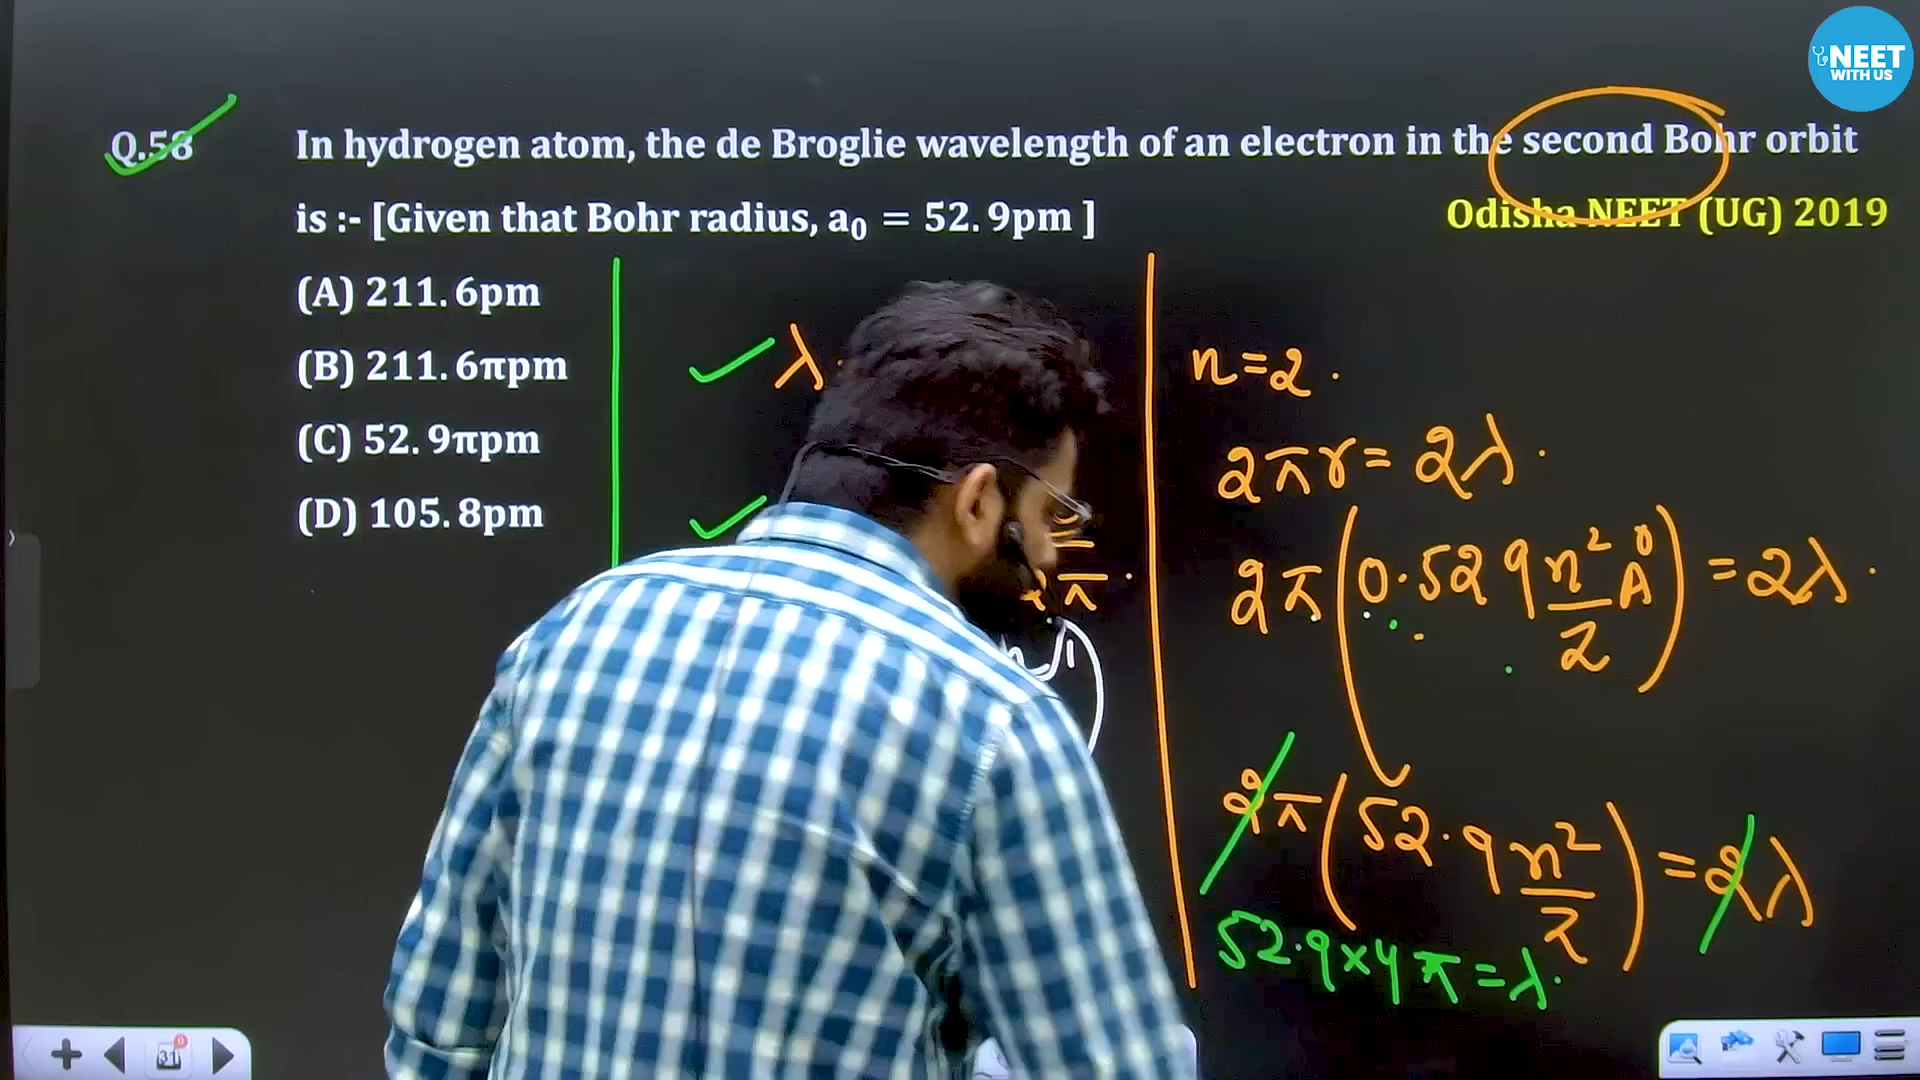 NEET
WITH US
Q.58 In hydrogen atom, the de Broglie wavelength of an electron in the second Bohr orbit
is :- [Given that Bohr radius, a₀ = 52.9pm ]
Odisha NEET (UG) 2019
(A) 211.6pm
(B) 211.6πpm
(C) 52.9πpm
(D) 105.8pm
λ
π
n=2.
2πr = 2λ.
2π(0.529 n²/Z Å) = 2λ.
2π(52.9 n²/Z) = 2λ
52.9×4π = λ.
31